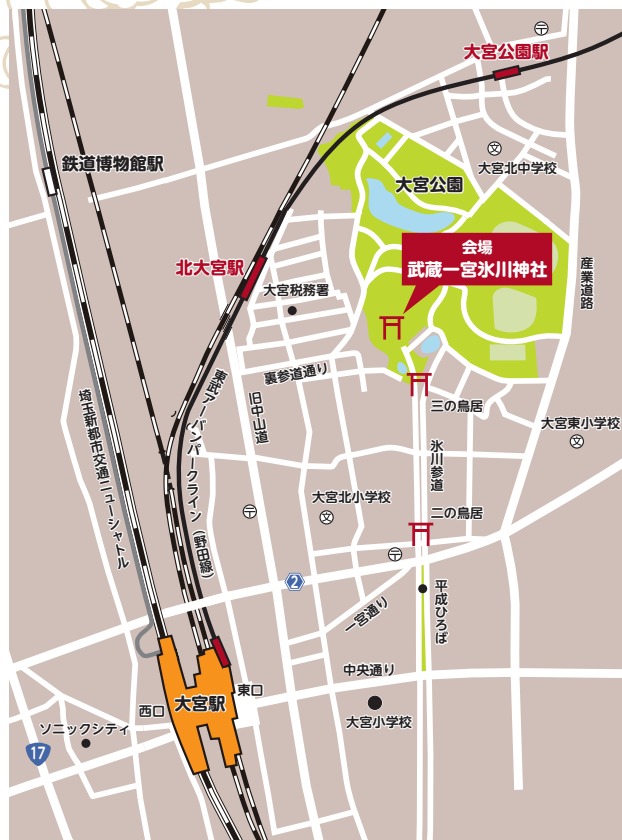 大宮公園駅
鉄道博物館駅
大宮北中学校
大宮公園
会場
武蔵一宮氷川神社
北大宮駅
産業道路
大宮税務署
裏参道通り
東武アーバンパークライン（野田線）
埼玉新都市交通ニューシャトル
旧中山道
三の鳥居
大宮東小学校
氷川参道
大宮北小学校
二の鳥居
2
一宮通り
平成ひろば
中央通り
東口
大宮駅
西口
大宮小学校
ソニックシティ
17
文
文
文